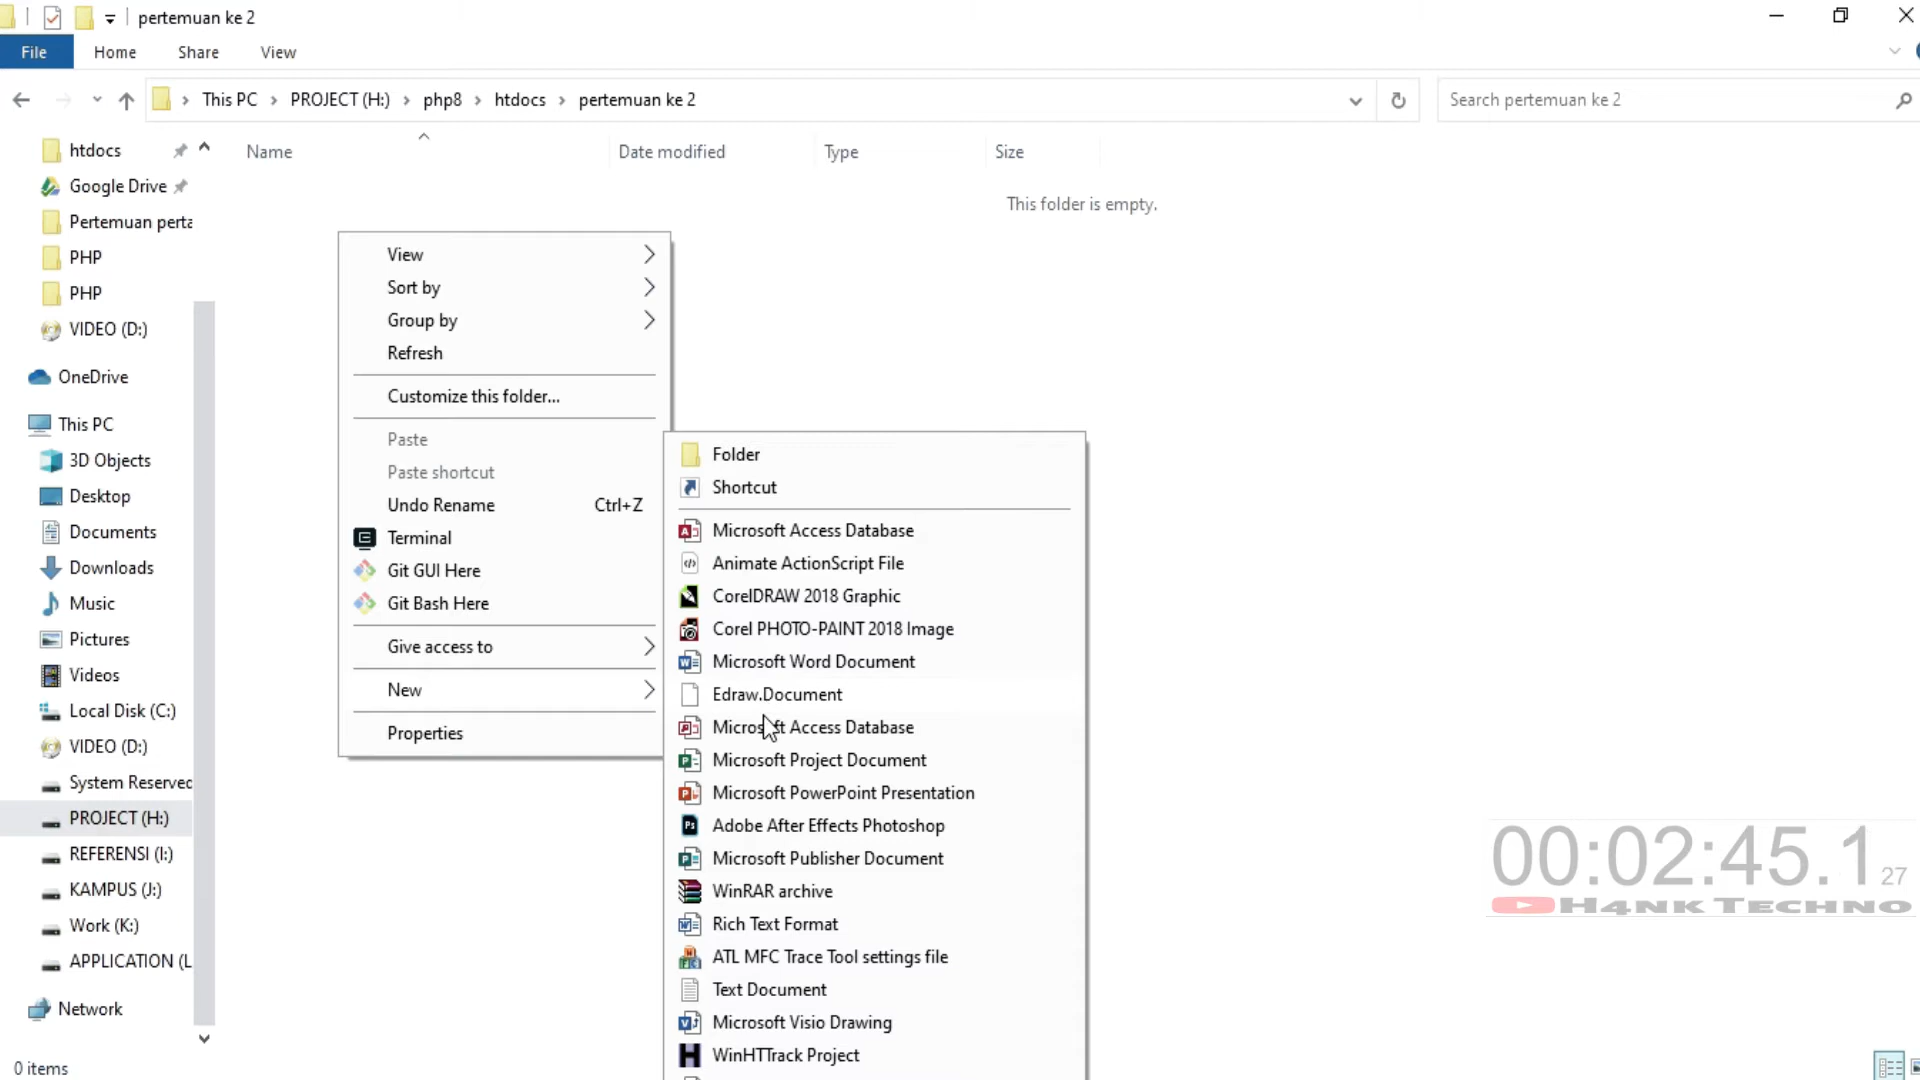 pertemuan ke 2
File Home Share View
This PC PROJECT (H:) php8 htdocs pertemuan ke 2
Search pertemuan ke 2
Name Date modified Type Size
This folder is empty.
htdocs
Google Drive
Pertemuan perta
PHP
PHP
VIDEO (D:)
OneDrive
This PC
3D Objects
Desktop
Documents
Downloads
Music
Pictures
Videos
Local Disk (C:)
VIDEO (D:)
System Reserved
PROJECT (H:)
REFERENSI (I:)
KAMPUS (J:)
Work (K:)
APPLICATION (L
Network
0 items
View
Sort by
Group by
Refresh
Customize this folder...
Paste
Paste shortcut
Undo Rename Ctrl+Z
Terminal
Git GUI Here
Git Bash Here
Give access to
New
Properties
Folder
Shortcut
Microsoft Access Database
Animate ActionScript File
CorelDRAW 2018 Graphic
Corel PHOTO-PAINT 2018 Image
Microsoft Word Document
Edraw.Document
Microsoft Access Database
Microsoft Project Document
Microsoft PowerPoint Presentation
Adobe After Effects Photoshop
Microsoft Publisher Document
WinRAR archive
Rich Text Format
ATL MFC Trace Tool settings file
Text Document
Microsoft Visio Drawing
WinHTTrack Project
00:02:45.1 27
H4NK TECHNO